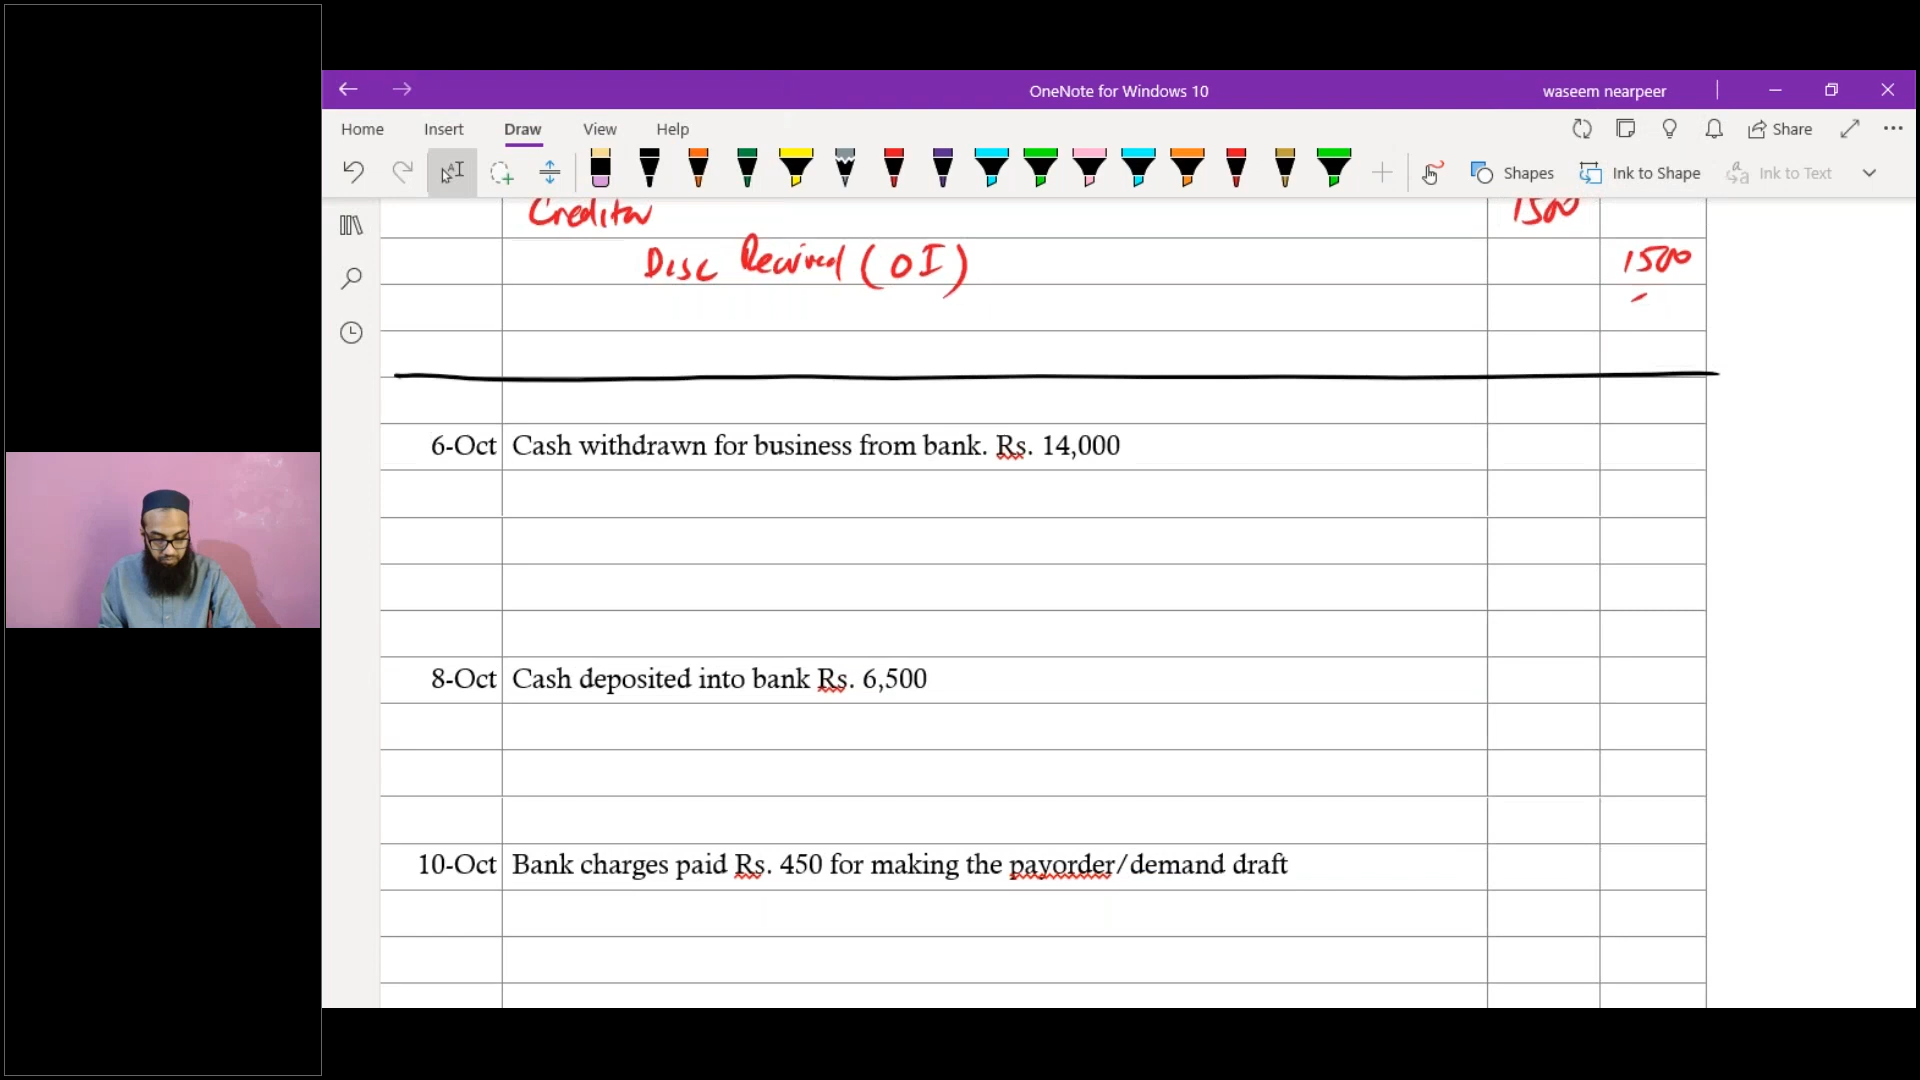 OneNote for Windows 10 waseem nearpeer
Home Insert Draw View Help Share
Shapes Ink to Shape Ink to Text
Creditor 1500
Disc Received (OI) 1500
6-Oct Cash withdrawn for business from bank. Rs. 14,000
8-Oct Cash deposited into bank Rs. 6,500
10-Oct Bank charges paid Rs. 450 for making the payorder/demand draft